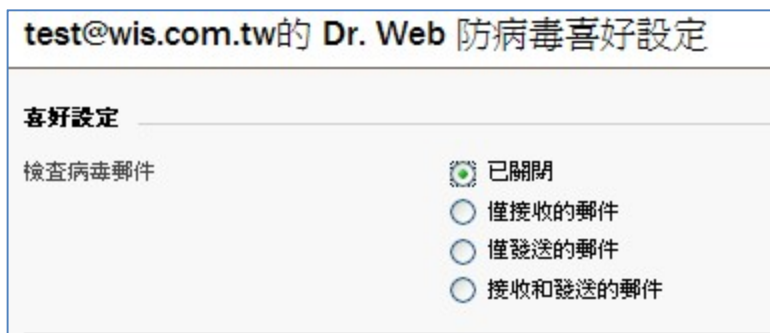 test@wis.com.tw的 Dr. Web 防病毒喜好設定
喜好設定
檢查病毒郵件
已關閉
僅接收的郵件
僅發送的郵件
接收和發送的郵件